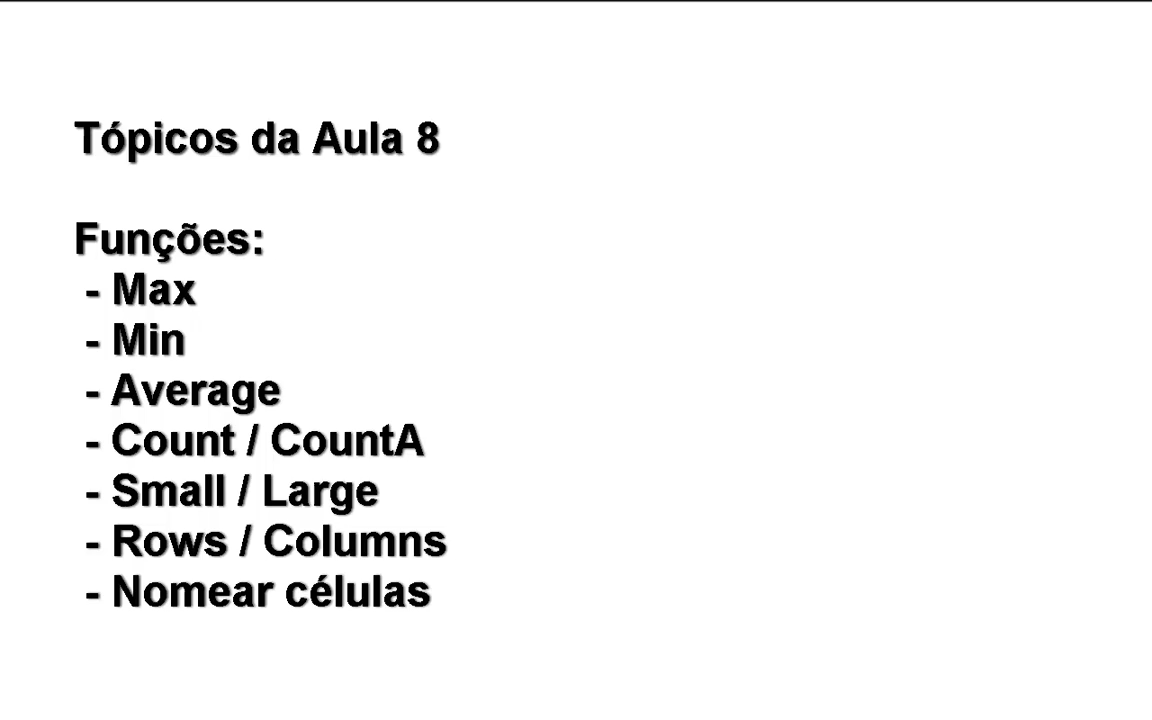 Tópicos da Aula 8
Funções:
- Max
- Min
- Average
- Count / CountA
- Small / Large
- Rows / Columns
- Nomear células